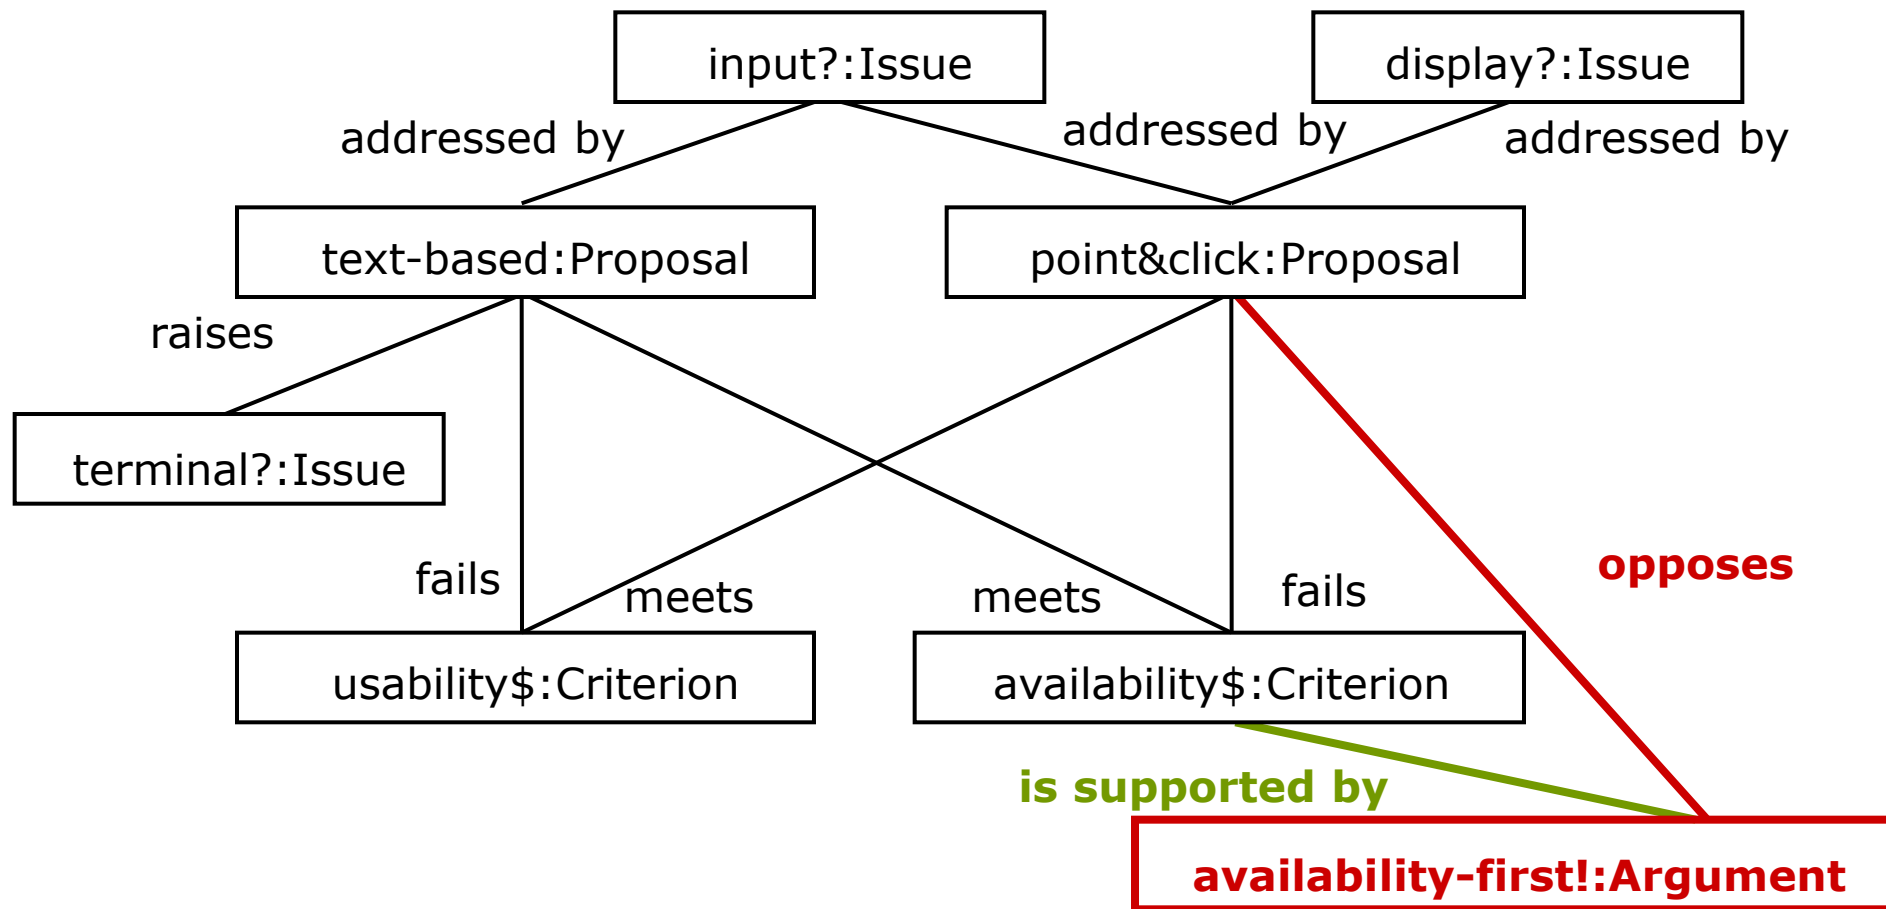 input?:Issue
display?:Issue
addressed by
addressed by
addressed by
text-based:Proposal
point&click:Proposal
raises
terminal?:Issue
fails
meets
meets
fails
opposes
usability$:Criterion
availability$:Criterion
is supported by
availability-first!:Argument